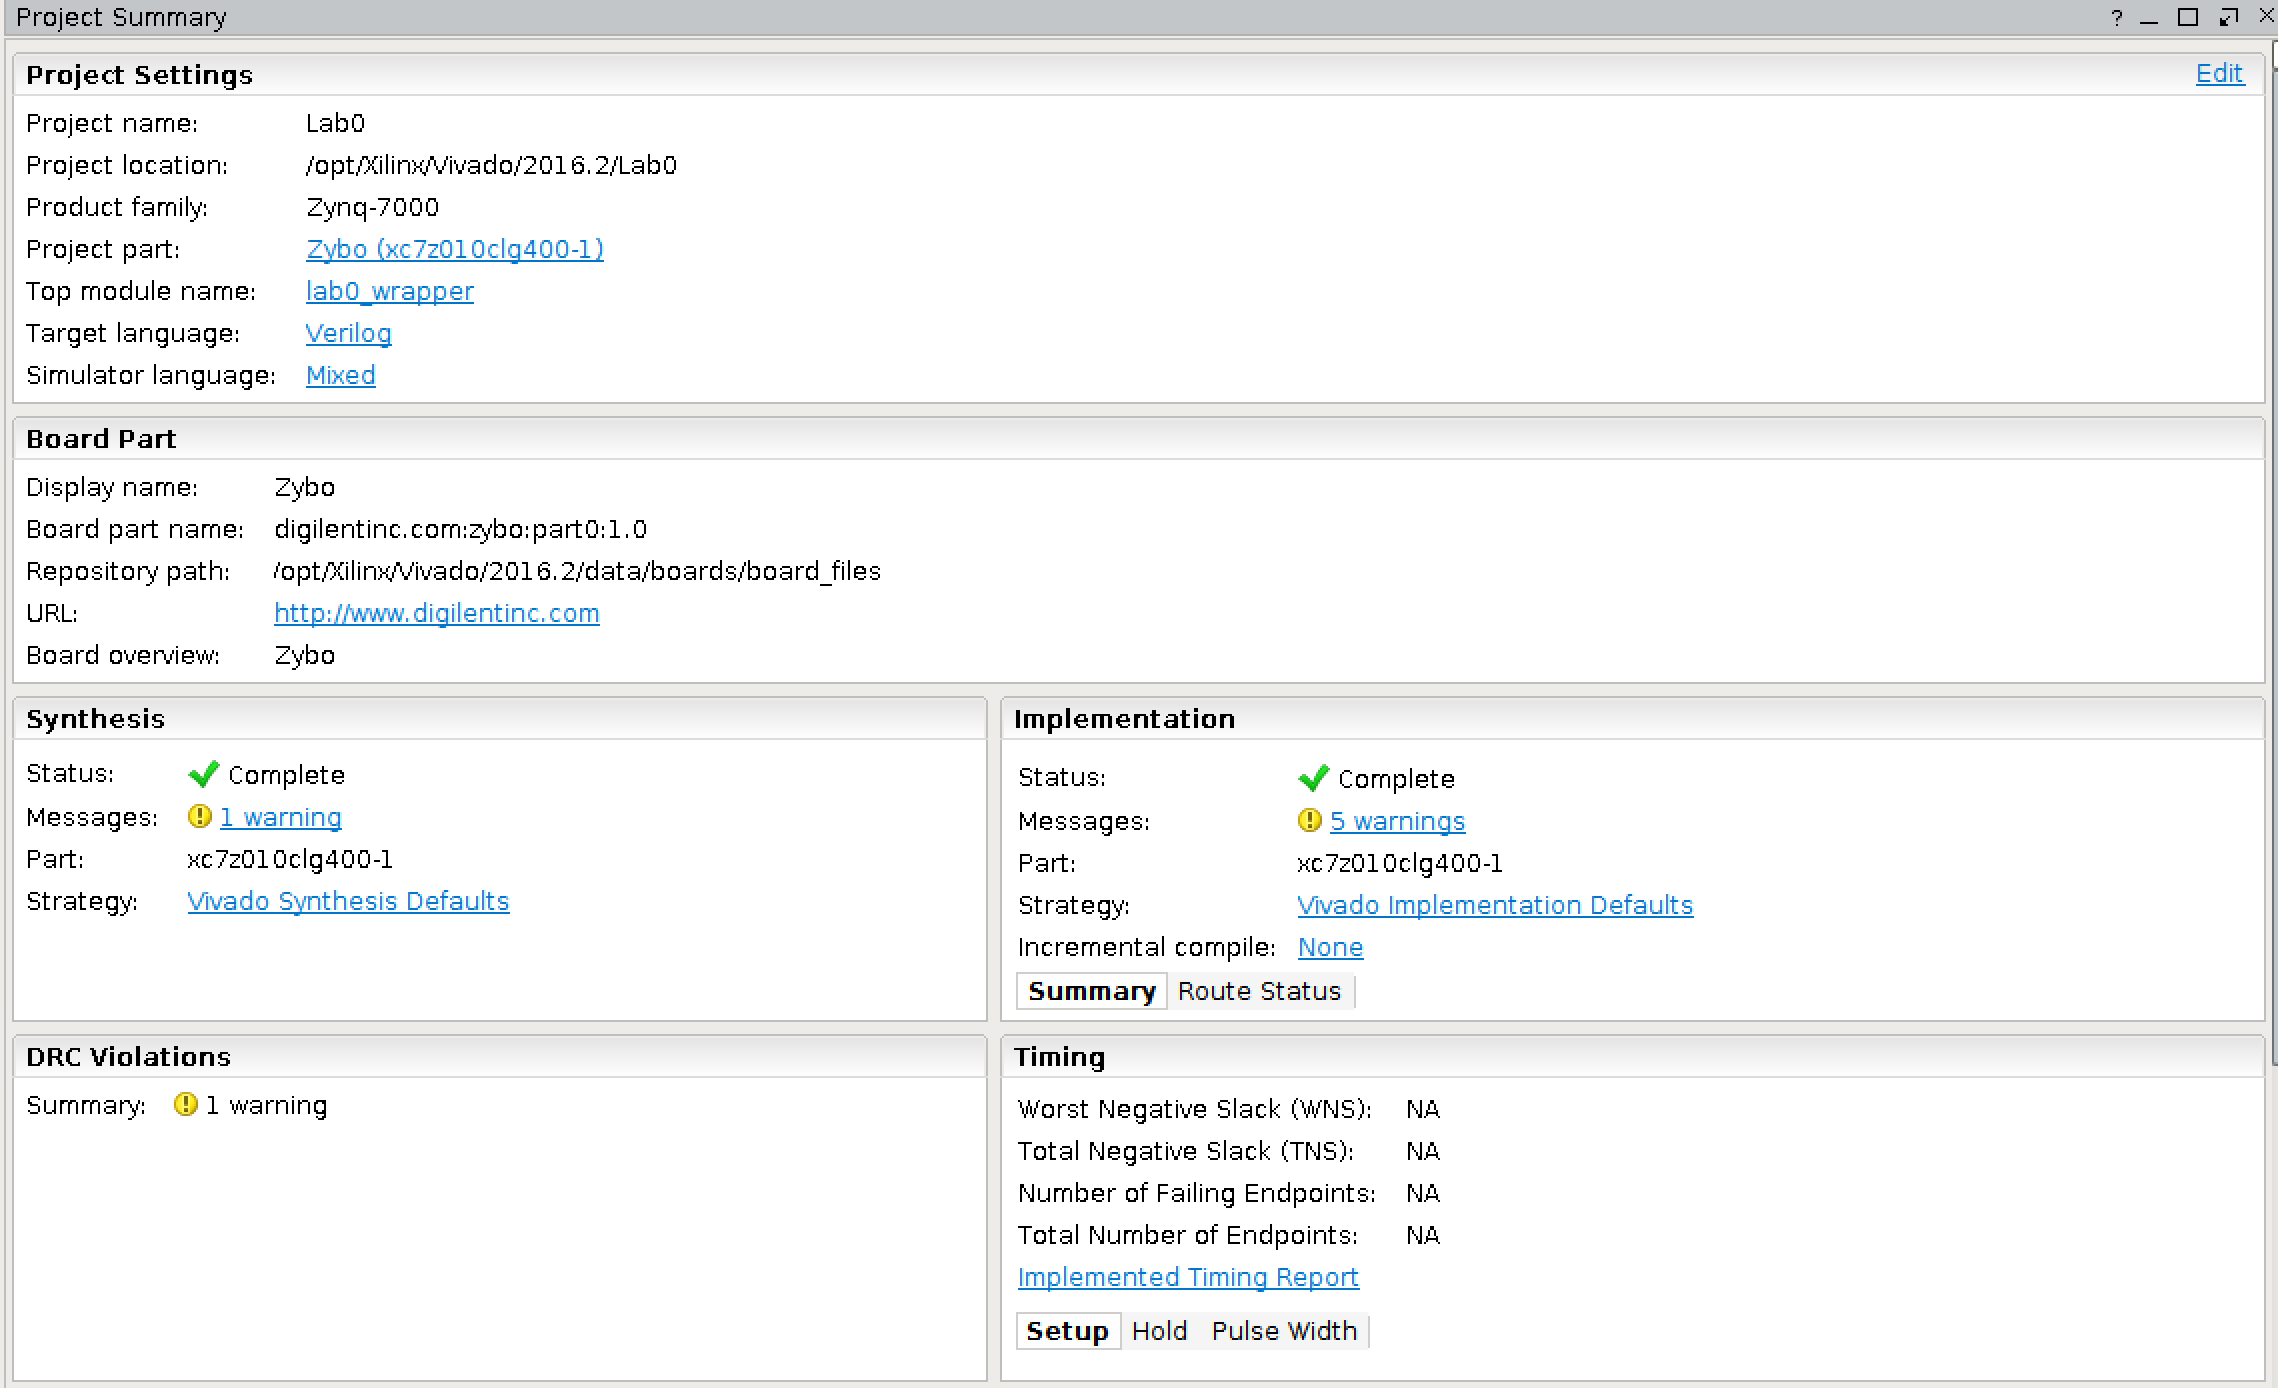 Project Summary
Project Settings
Edit
Project name: Lab0
Project location: /opt/Xilinx/Vivado/2016.2/Lab0
Product family: Zynq-7000
Project part: Zybo (xc7z010clg400-1)
Top module name: lab0_wrapper
Target language: Verilog
Simulator language: Mixed
Board Part
Display name: Zybo
Board part name: digilentinc.com:zybo:part0:1.0
Repository path: /opt/Xilinx/Vivado/2016.2/data/boards/board_files
URL: http://www.digilentinc.com
Board overview: Zybo
Synthesis
Status: Complete
Messages: 1 warning
Part: xc7z010clg400-1
Strategy: Vivado Synthesis Defaults
Implementation
Status: Complete
Messages: 5 warnings
Part: xc7z010clg400-1
Strategy: Vivado Implementation Defaults
Incremental compile: None
Summary Route Status
DRC Violations
Summary: 1 warning
Timing
Worst Negative Slack (WNS): NA
Total Negative Slack (TNS): NA
Number of Failing Endpoints: NA
Total Number of Endpoints: NA
Implemented Timing Report
Setup Hold Pulse Width